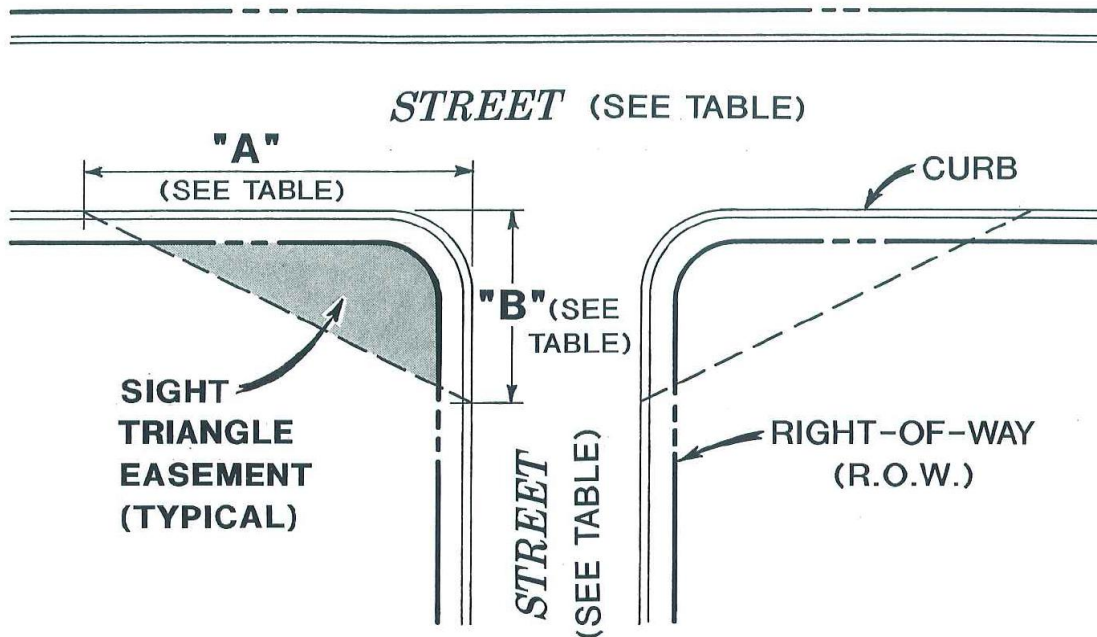 STREET (SEE TABLE)
"A"
(SEE TABLE)
CURB
"B" (SEE
TABLE)
SIGHT
TRIANGLE
EASEMENT
(TYPICAL)
RIGHT-OF-WAY
(R.O.W.)
STREET
(SEE TABLE)